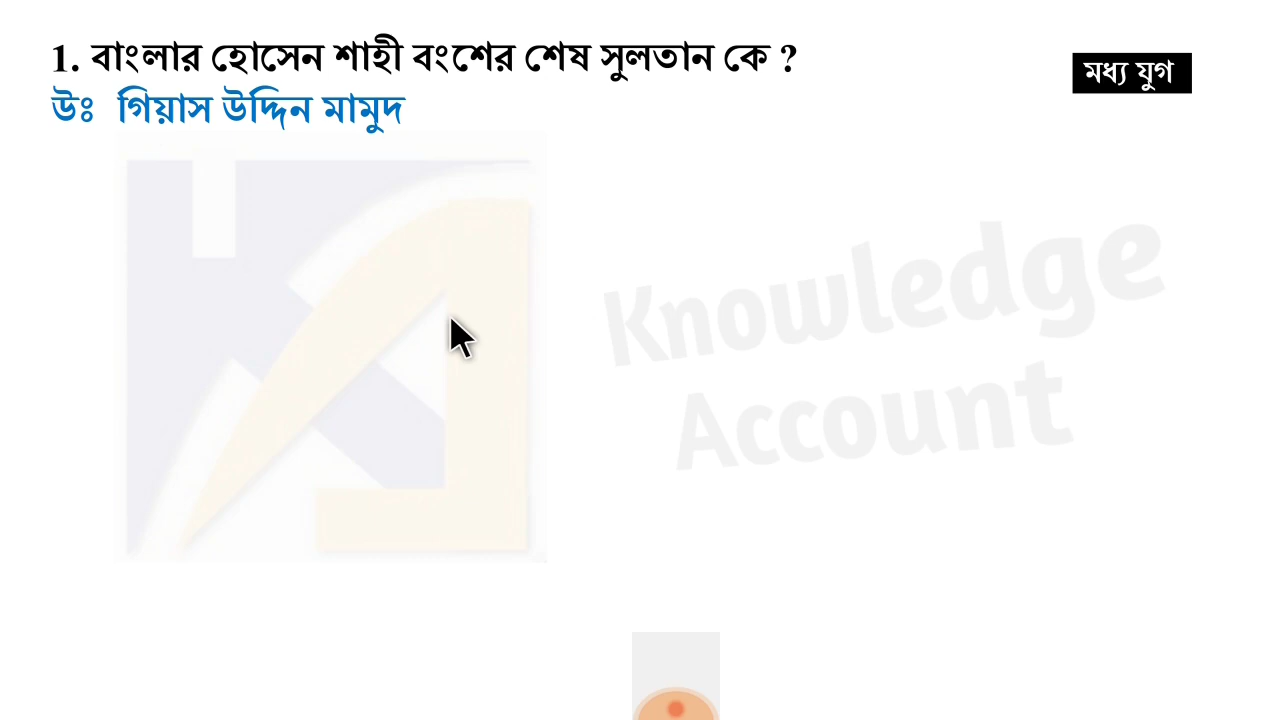 1. বাংলার হোসেন শাহী বংশের শেষ সুলতান কে ?
মধ্য যুগ
উঃ গিয়াস উদ্দিন মামুদ
Knowledge
Account